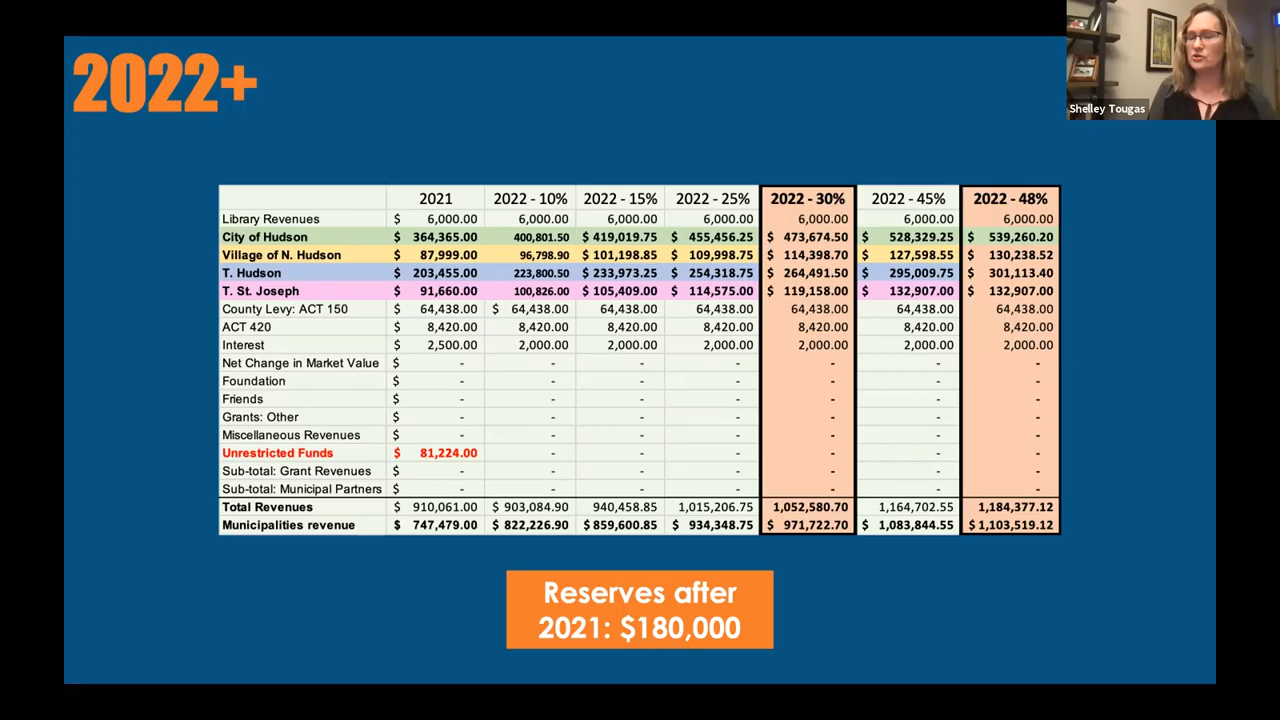 2022+
Shelley Tougas
2021 2022 - 10% 2022 - 15% 2022 - 25% 2022 - 30% 2022 - 45% 2022 - 48%
Library Revenues $ 6,000.00 6,000.00 6,000.00 6,000.00 6,000.00 6,000.00 6,000.00
City of Hudson $ 364,365.00 400,801.50 $ 419,019.75 $ 455,456.25 $ 473,674.50 $ 528,329.25 $ 539,260.20
Village of N. Hudson $ 87,999.00 96,798.90 $ 101,198.85 $ 109,998.75 $ 114,398.70 $ 127,598.55 $ 130,238.52
T. Hudson $ 203,455.00 223,800.50 $ 233,973.25 $ 254,318.75 $ 264,491.50 $ 295,009.75 $ 301,113.40
T. St. Joseph $ 91,660.00 100,826.00 $ 105,409.00 $ 114,575.00 $ 119,158.00 $ 132,907.00 $ 132,907.00
County Levy: ACT 150 $ 64,438.00 $ 64,438.00 64,438.00 64,438.00 64,438.00 64,438.00 64,438.00
ACT 420 $ 8,420.00 8,420.00 8,420.00 8,420.00 8,420.00 8,420.00 8,420.00
Interest $ 2,500.00 2,000.00 2,000.00 2,000.00 2,000.00 2,000.00 2,000.00
Net Change in Market Value $ - - - - - - -
Foundation $ - - - - - - -
Friends $ - - - - - - -
Grants: Other $ - - - - - - -
Miscellaneous Revenues $ - - - - - - -
Unrestricted Funds $ 81,224.00 - - - - - -
Sub-total: Grant Revenues $ - - - - - - -
Sub-total: Municipal Partners $ - - - - - - -
Total Revenues $ 910,061.00 $ 903,084.90 940,458.85 1,015,206.75 1,052,580.70 1,164,702.55 1,184,377.12
Municipalities revenue $ 747,479.00 $ 822,226.90 $ 859,600.85 $ 934,348.75 $ 971,722.70 $ 1,083,844.55 $ 1,103,519.12
Reserves after
2021: $180,000